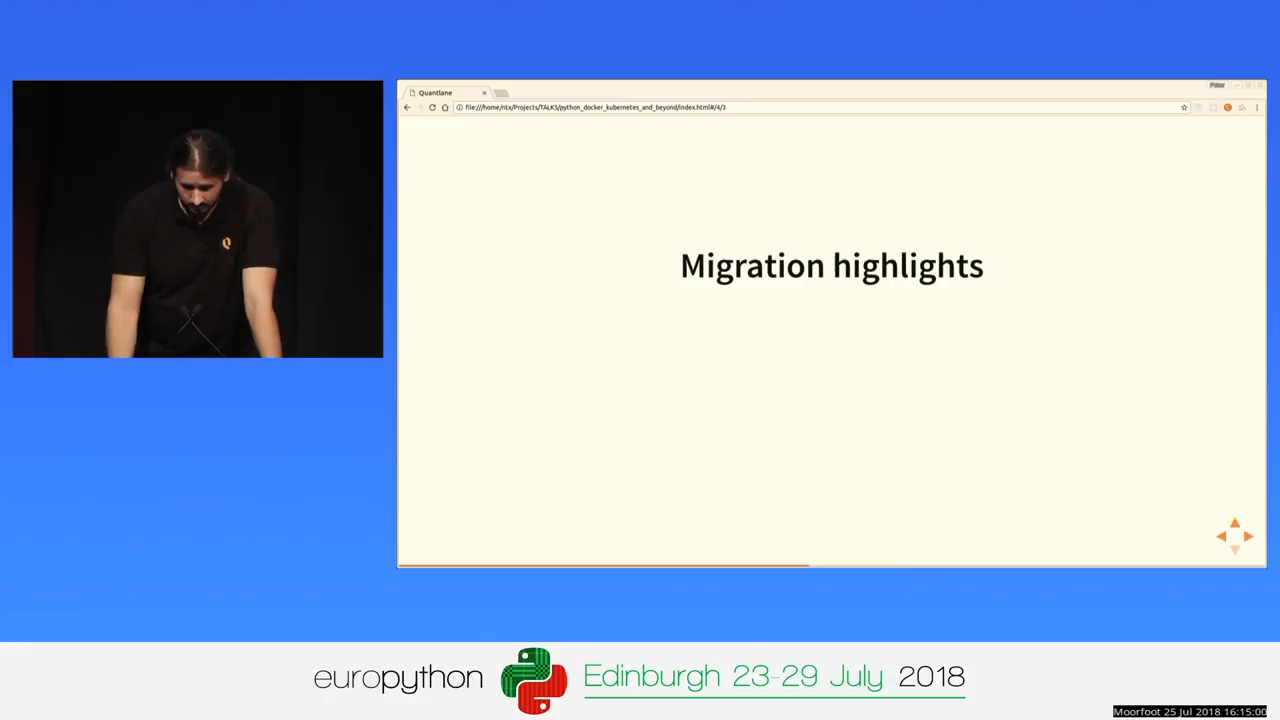 Quantlane
Peter
file:///home/ntx/Projects/TALKS/python_docker_kubernetes_and_beyond/index.html#/4/3
Migration highlights
europython
Edinburgh 23-29 July 2018
Moorfoot 25 Jul 2018 16:15:00